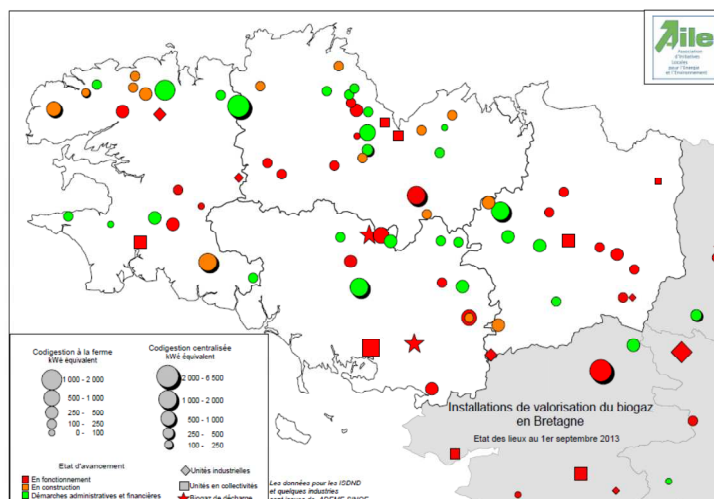 Aile
Association
d'Initiatives
Locales
pour l'Energie
et l'Environnement
Codigestion à la ferme
kWé équivalent
1 000 - 2 000
500 - 1 000
250 - 500
100 - 250
0 - 100
Codigestion centralisée
kWé équivalent
2 000 - 6 500
1 000 - 2 000
500 - 1 000
250 - 500
100 - 250
Installations de valorisation du biogaz
en Bretagne
Etat des lieux au 1er septembre 2013
Etat d'avancement
En fonctionnement
En construction
Démarches administratives et financières
Unités industrielles
Unités en collectivités
Biogaz de décharge
Les données pour les ISDND
et quelques industries